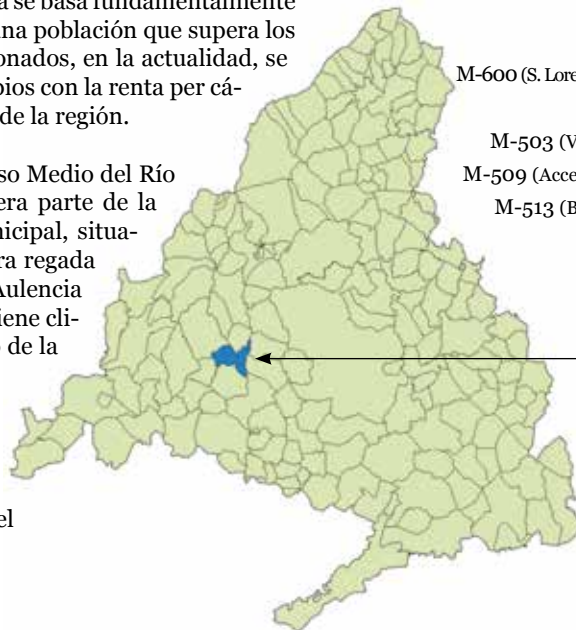 a se basa fundamentalmente
una población que supera los
onados, en la actualidad, se
pios con la renta per cá-
de la región.
so Medio del Río
era parte de la
nicipal, situa-
ra regada
Aulencia
iene cli-
o de la
el
M-600 (S. Lore
M-503 (V
M-509 (Acce
M-513 (B